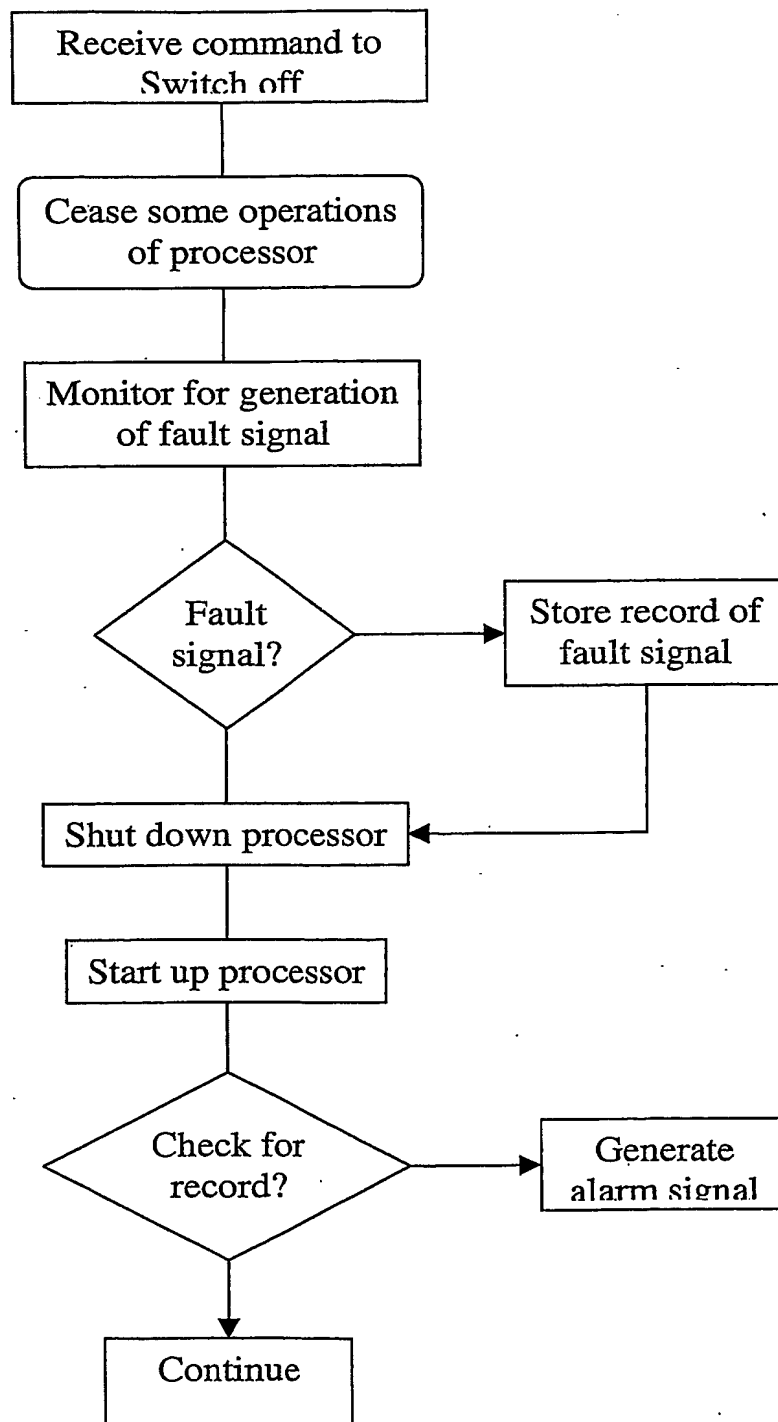 Receive command to
Switch off
Cease some operations
of processor
Monitor for generation
of fault signal
Fault
signal?
Store record of
fault signal
Shut down processor
Start up processor
Check for
record?
Generate
alarm signal
Continue